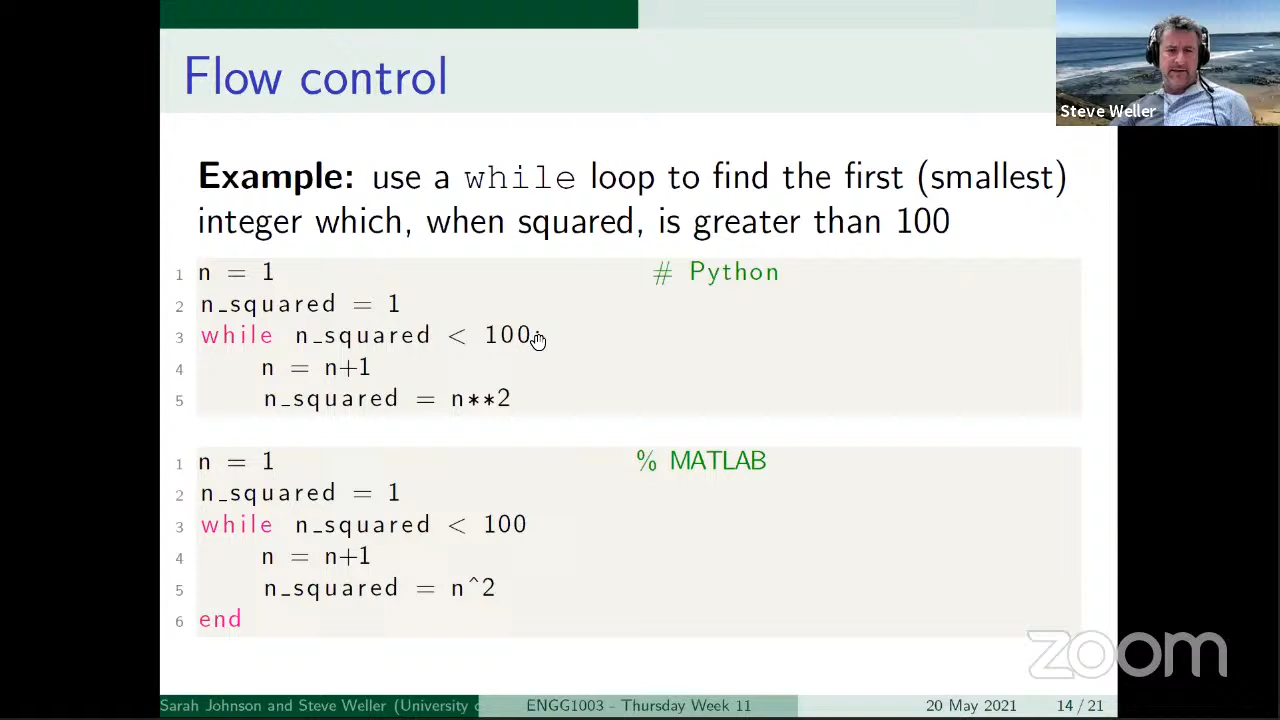 Flow control
Steve Weller
Example: use a while loop to find the first (smallest)
integer which, when squared, is greater than 100
1 n = 1 # Python
2 n_squared = 1
3 while n_squared < 100:
4 n = n+1
5 n_squared = n**2
1 n = 1 % MATLAB
2 n_squared = 1
3 while n_squared < 100
4 n = n+1
5 n_squared = n^2
6 end
zoom
Sarah Johnson and Steve Weller (University ENGG1003 - Thursday Week 11 20 May 2021 14 / 21